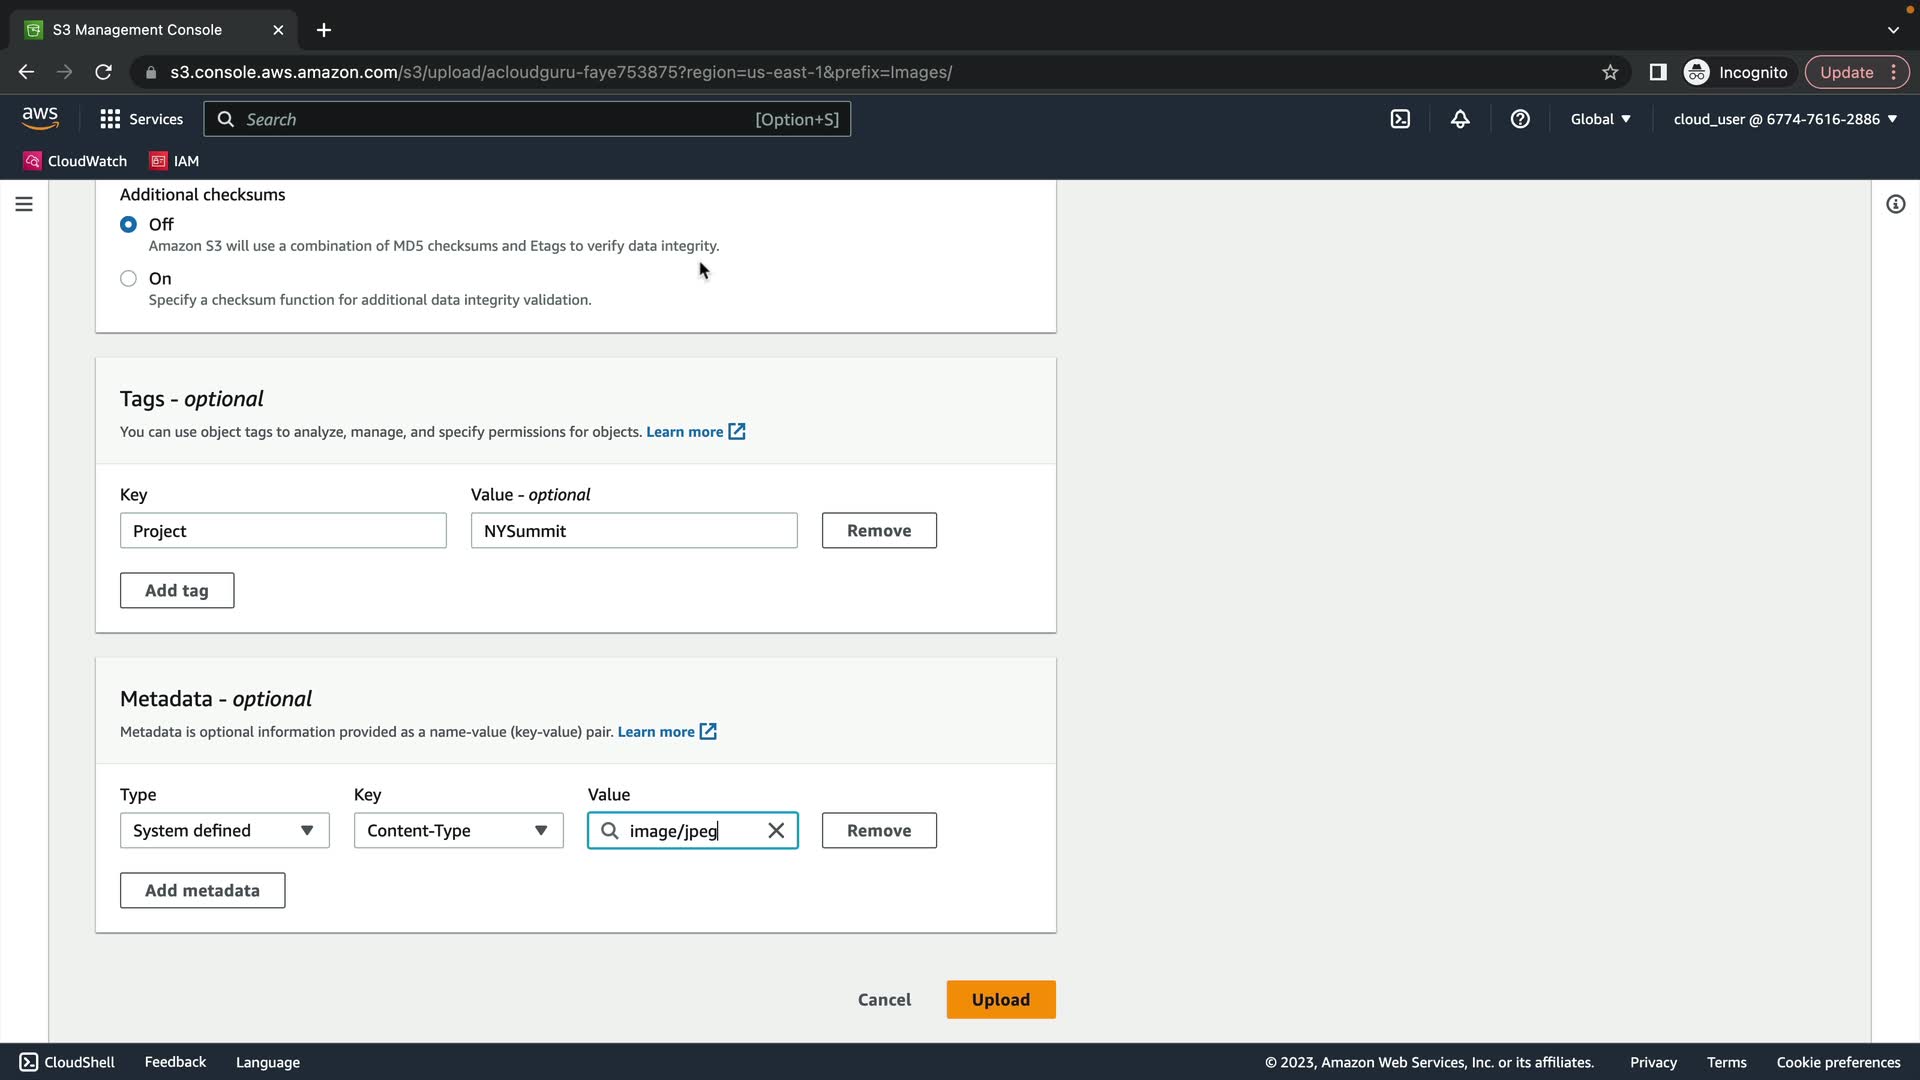 S3 Management Console
s3.console.aws.amazon.com/s3/upload/acloudguru-faye753875?region=us-east-1&prefix=Images/
Incognito
Update
aws
Services
Search
[Option+S]
Global
cloud_user @ 6774-7616-2886
CloudWatch
IAM
Additional checksums
Off
Amazon S3 will use a combination of MD5 checksums and Etags to verify data integrity.
On
Specify a checksum function for additional data integrity validation.
Tags - optional
You can use object tags to analyze, manage, and specify permissions for objects. Learn more
Key
Value - optional
Project
NYSummit
Remove
Add tag
Metadata - optional
Metadata is optional information provided as a name-value (key-value) pair. Learn more
Type
Key
Value
System defined
Content-Type
image/jpeg
Remove
Add metadata
Cancel
Upload
CloudShell
Feedback
Language
© 2023, Amazon Web Services, Inc. or its affiliates.
Privacy
Terms
Cookie preferences